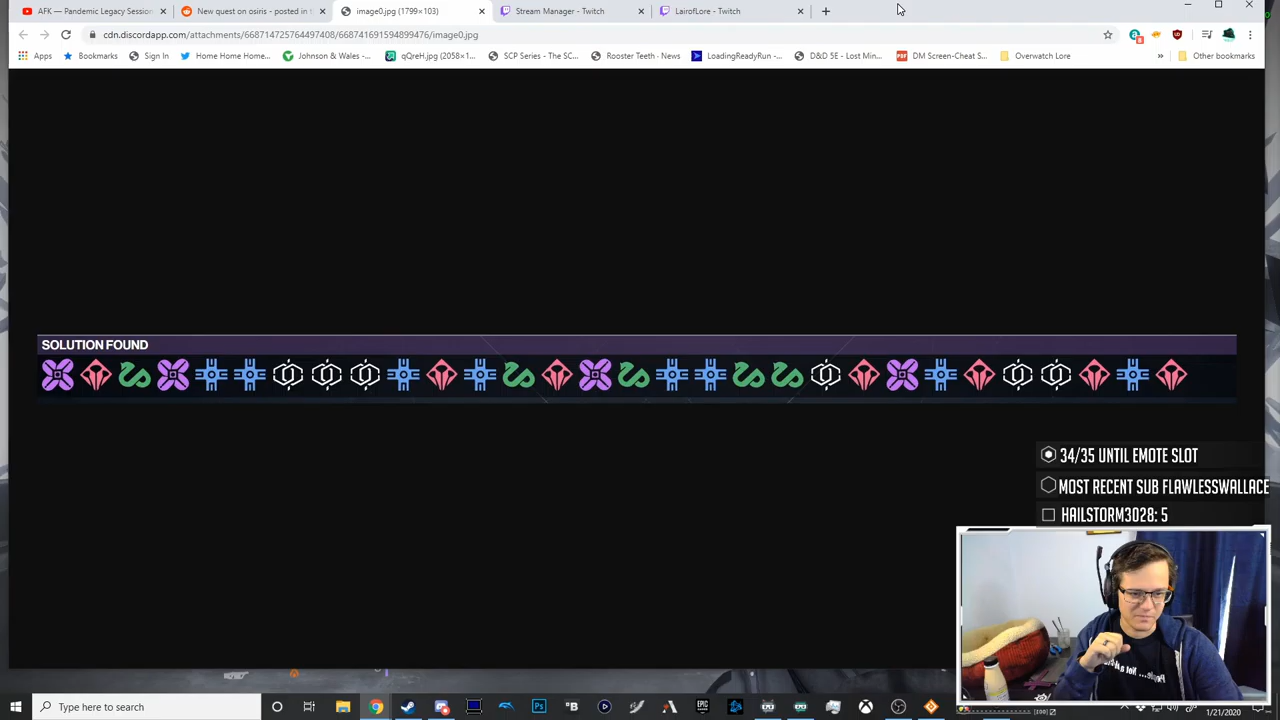 AFK — Pandemic Legacy Session
New quest on osiris - posted in t
image0.jpg (1799×103)
Stream Manager - Twitch
LairofLore - Twitch
cdn.discordapp.com/attachments/668714725764497408/668741691594899476/image0.jpg
Apps
Bookmarks
Sign In
Home Home Home...
Johnson & Wales -...
qQreH.jpg (2058×1...
SCP Series - The SC...
Rooster Teeth · News
LoadingReadyRun -...
D&D 5E - Lost Min...
DM Screen-Cheat S...
Overwatch Lore
»
Other bookmarks
SOLUTION FOUND
34/35 UNTIL EMOTE SLOT
MOST RECENT SUB FLAWLESSWALLACE
HAILSTORM3028: 5
Type here to search
1/21/2020